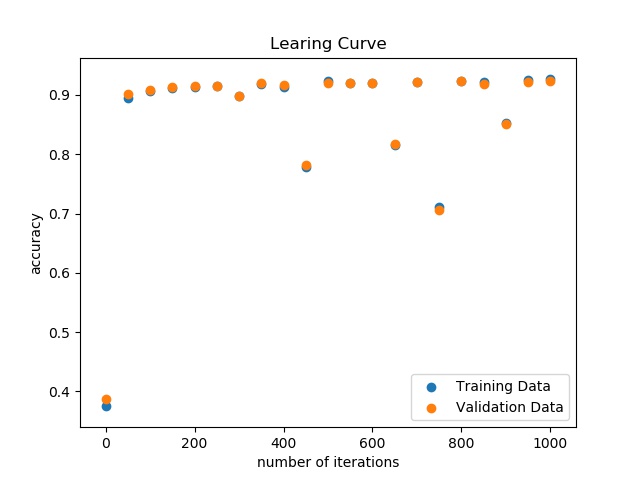 Learing Curve
accuracy
0.9
0.8
0.7
0.6
0.5
0.4
Training Data
Validation Data
0 200 400 600 800 1000
number of iterations